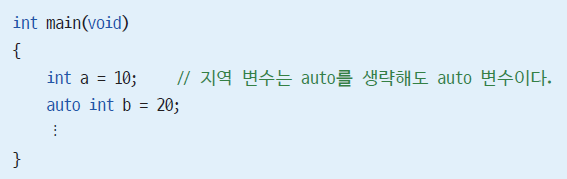 int main(void)
{
int a = 10; // 지역 변수는 auto를 생략해도 auto 변수이다.
auto int b = 20;
⋮
}